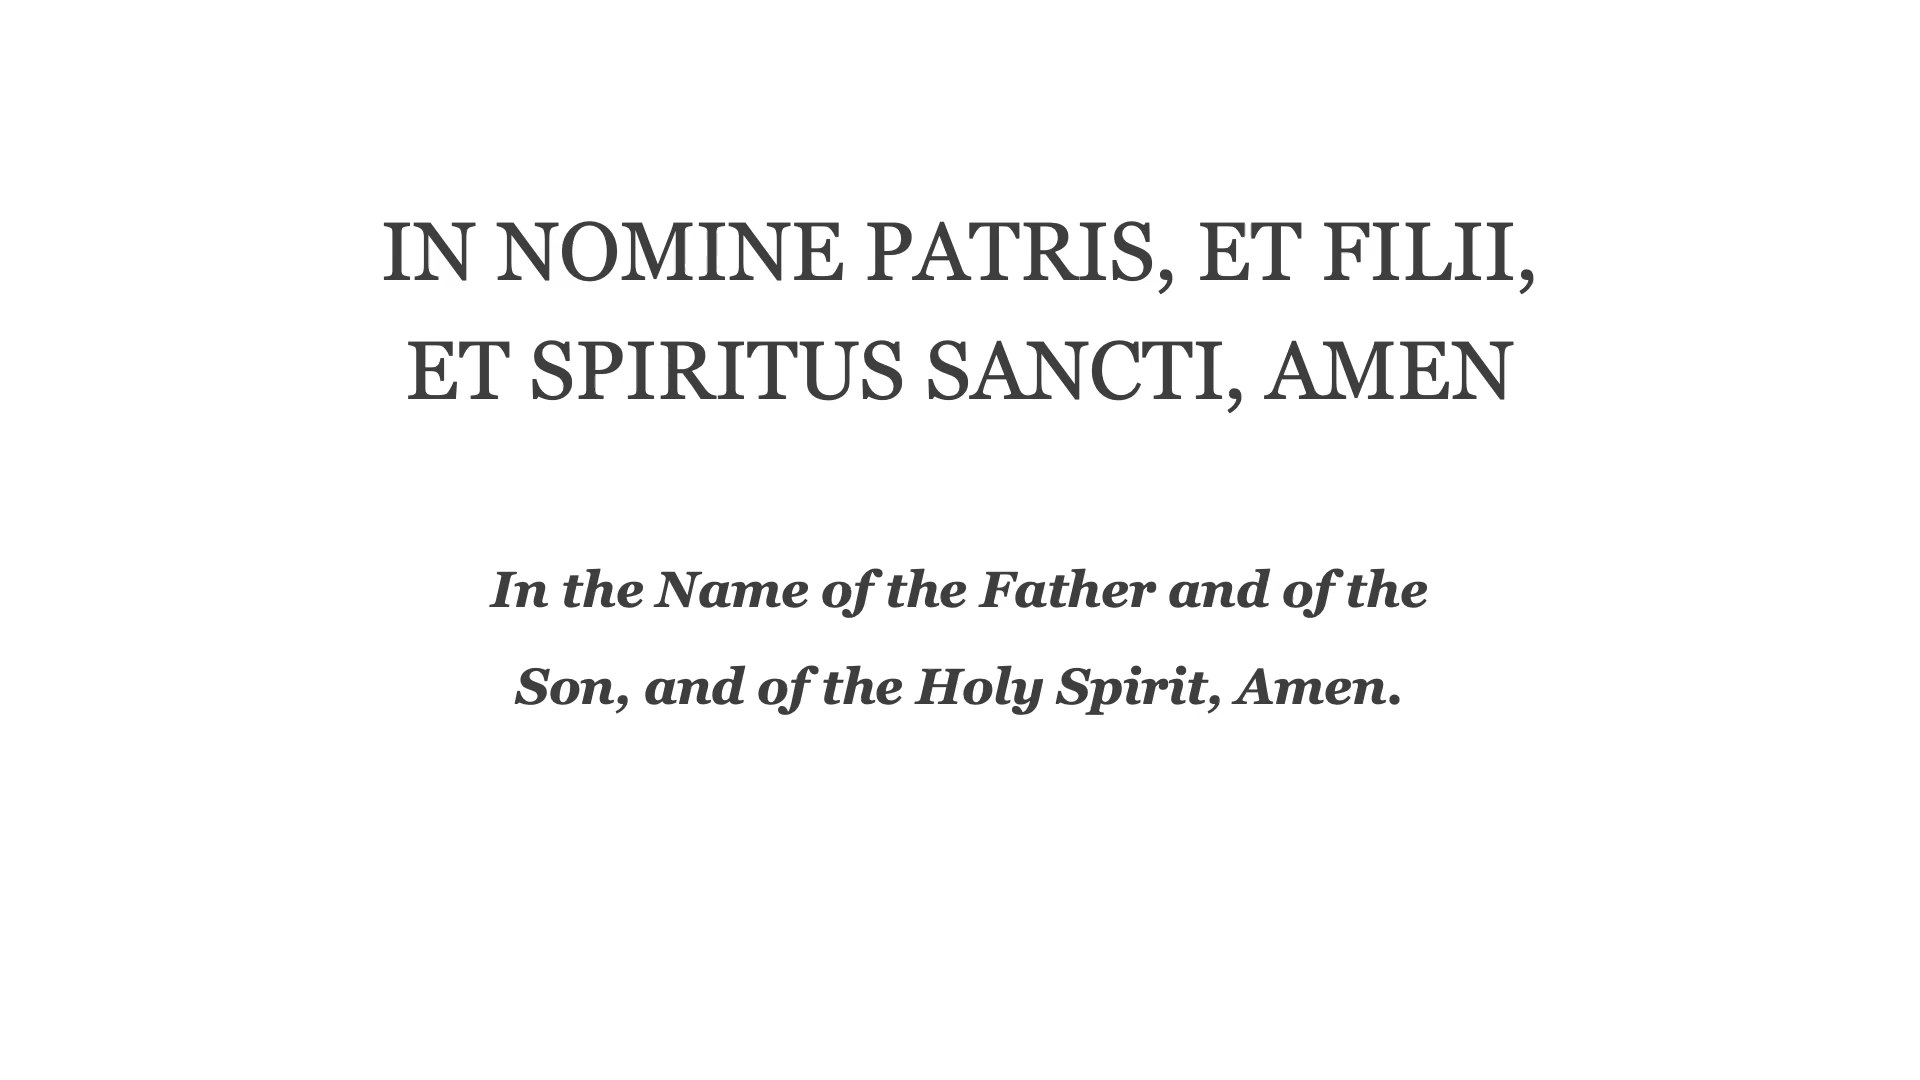 IN NOMINE PATRIS, ET FILII,
ET SPIRITUS SANCTI, AMEN
In the Name of the Father and of the
Son, and of the Holy Spirit, Amen.